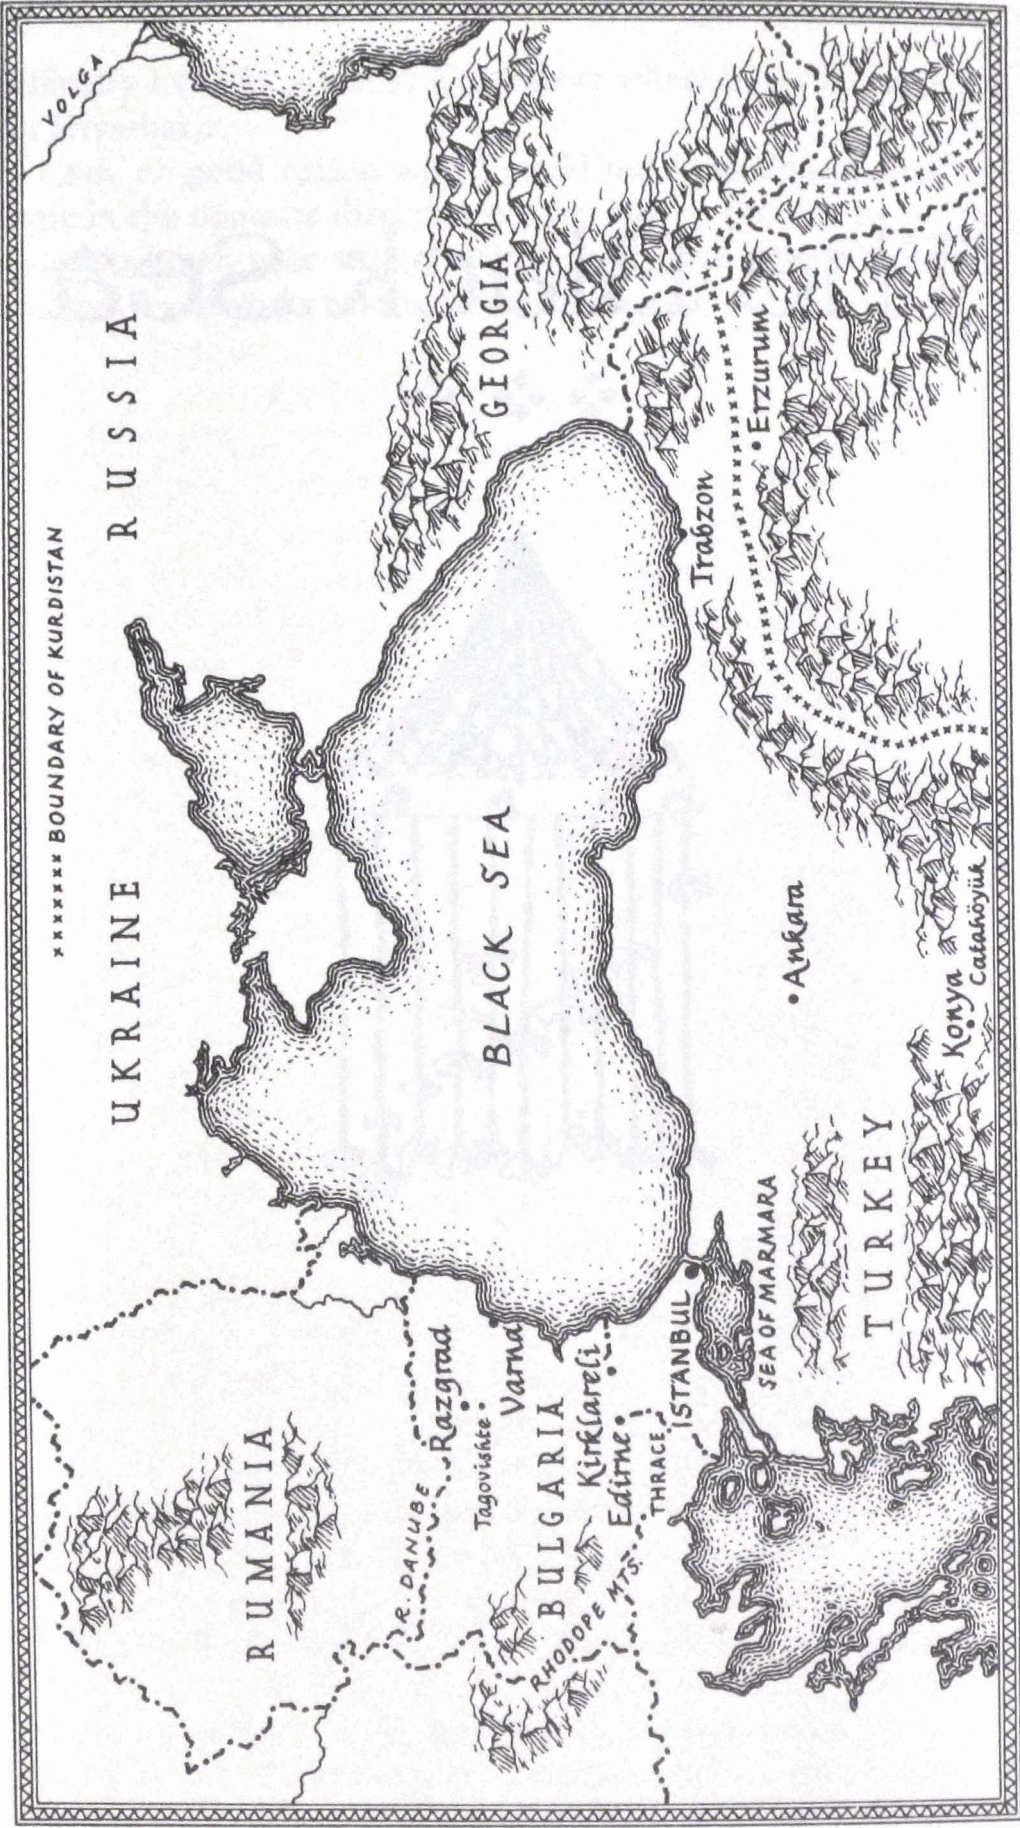 xxxxxxx BOUNDARY OF KURDISTAN
VOLGA
UKRAINE
RUSSIA
RUMANIA
GEORGIA
R. DANUBE
Razgrad
Tagovishte
Varna
BLACK SEA
BULGARIA
Kirklareli
RHODOPE MTS.
Edirne
THRACE
ISTANBUL
Trabzon
Erzurum
SEA OF MARMARA
Ankara
TURKEY
Konya
Catalhöyük